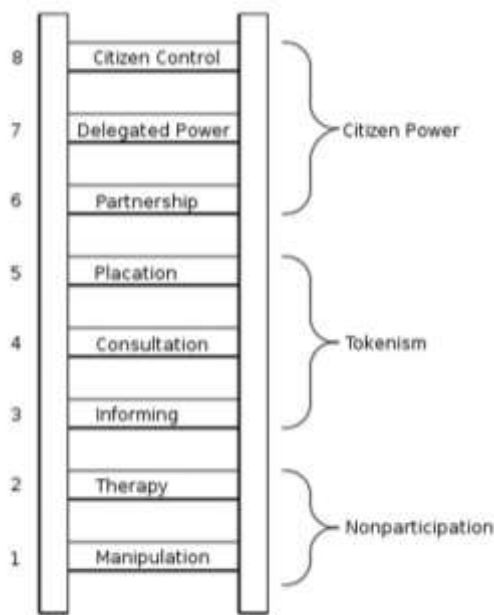 8 Citizen Control
7 Delegated Power
Citizen Power
6 Partnership
5 Placation
4 Consultation
Tokenism
3 Informing
2 Therapy
Nonparticipation
1 Manipulation